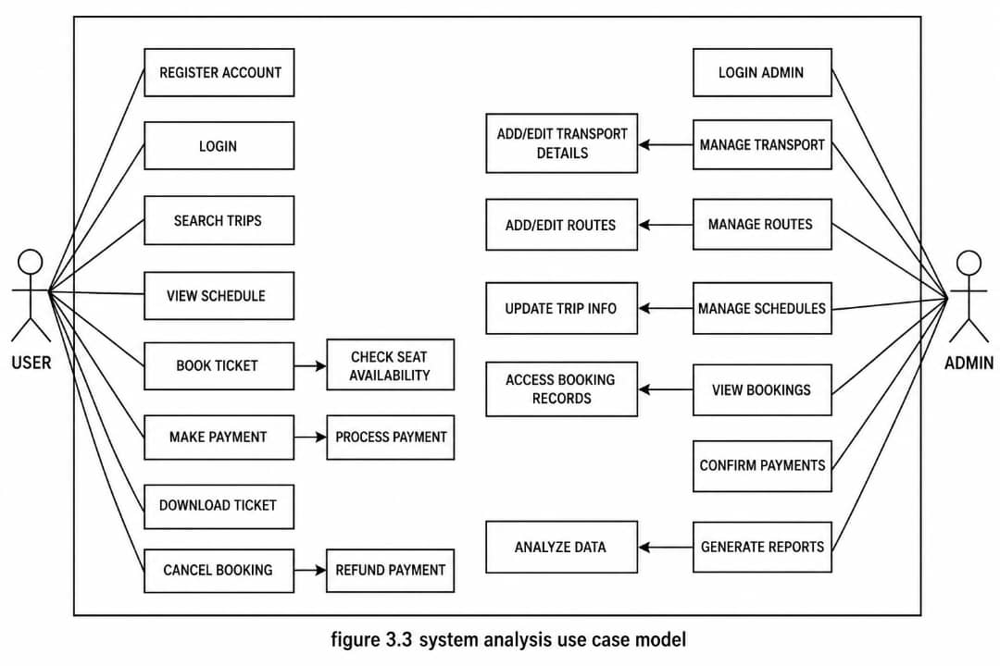 REGISTER ACCOUNT
LOGIN
SEARCH TRIPS
VIEW SCHEDULE
BOOK TICKET
CHECK SEAT
AVAILABILITY
MAKE PAYMENT
PROCESS PAYMENT
DOWNLOAD TICKET
CANCEL BOOKING
REFUND PAYMENT
USER
LOGIN ADMIN
ADD/EDIT TRANSPORT
DETAILS
MANAGE TRANSPORT
ADD/EDIT ROUTES
MANAGE ROUTES
UPDATE TRIP INFO
MANAGE SCHEDULES
ACCESS BOOKING
RECORDS
VIEW BOOKINGS
CONFIRM PAYMENTS
ANALYZE DATA
GENERATE REPORTS
ADMIN
figure 3.3 system analysis use case model